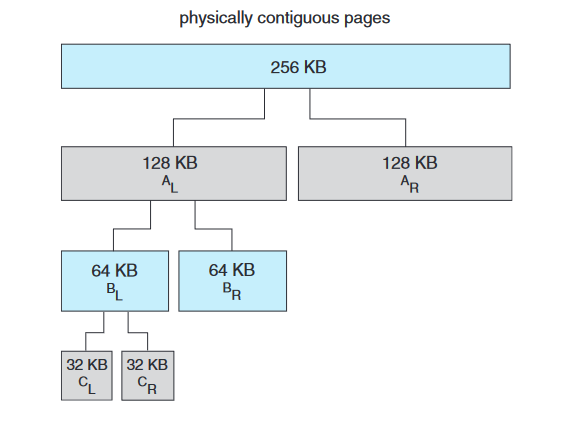 physically contiguous pages
256 KB
128 KB
A_L
128 KB
A_R
64 KB
B_L
64 KB
B_R
32 KB
C_L
32 KB
C_R